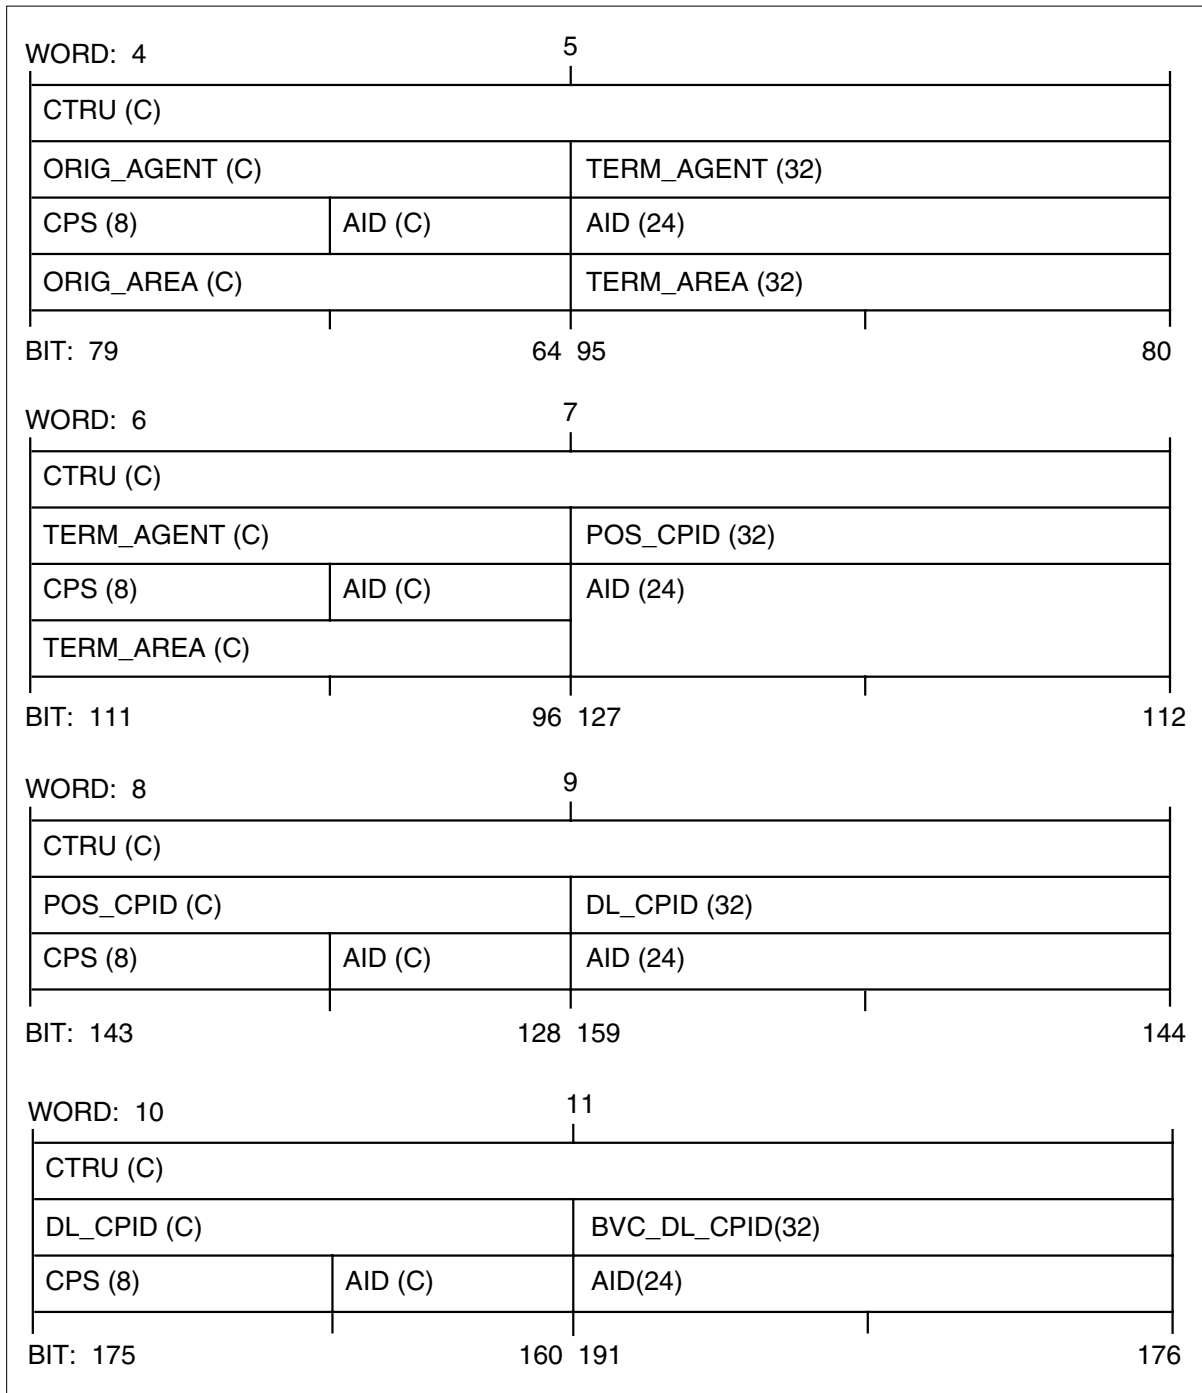 WORD: 4 5
CTRU (C)
ORIG_AGENT (C) TERM_AGENT (32)
CPS (8) AID (C) AID (24)
ORIG_AREA (C) TERM_AREA (32)
BIT: 79 64 95 80
WORD: 6 7
CTRU (C)
TERM_AGENT (C) POS_CPID (32)
CPS (8) AID (C) AID (24)
TERM_AREA (C)
BIT: 111 96 127 112
WORD: 8 9
CTRU (C)
POS_CPID (C) DL_CPID (32)
CPS (8) AID (C) AID (24)
BIT: 143 128 159 144
WORD: 10 11
CTRU (C)
DL_CPID (C) BVC_DL_CPID(32)
CPS (8) AID (C) AID(24)
BIT: 175 160 191 176